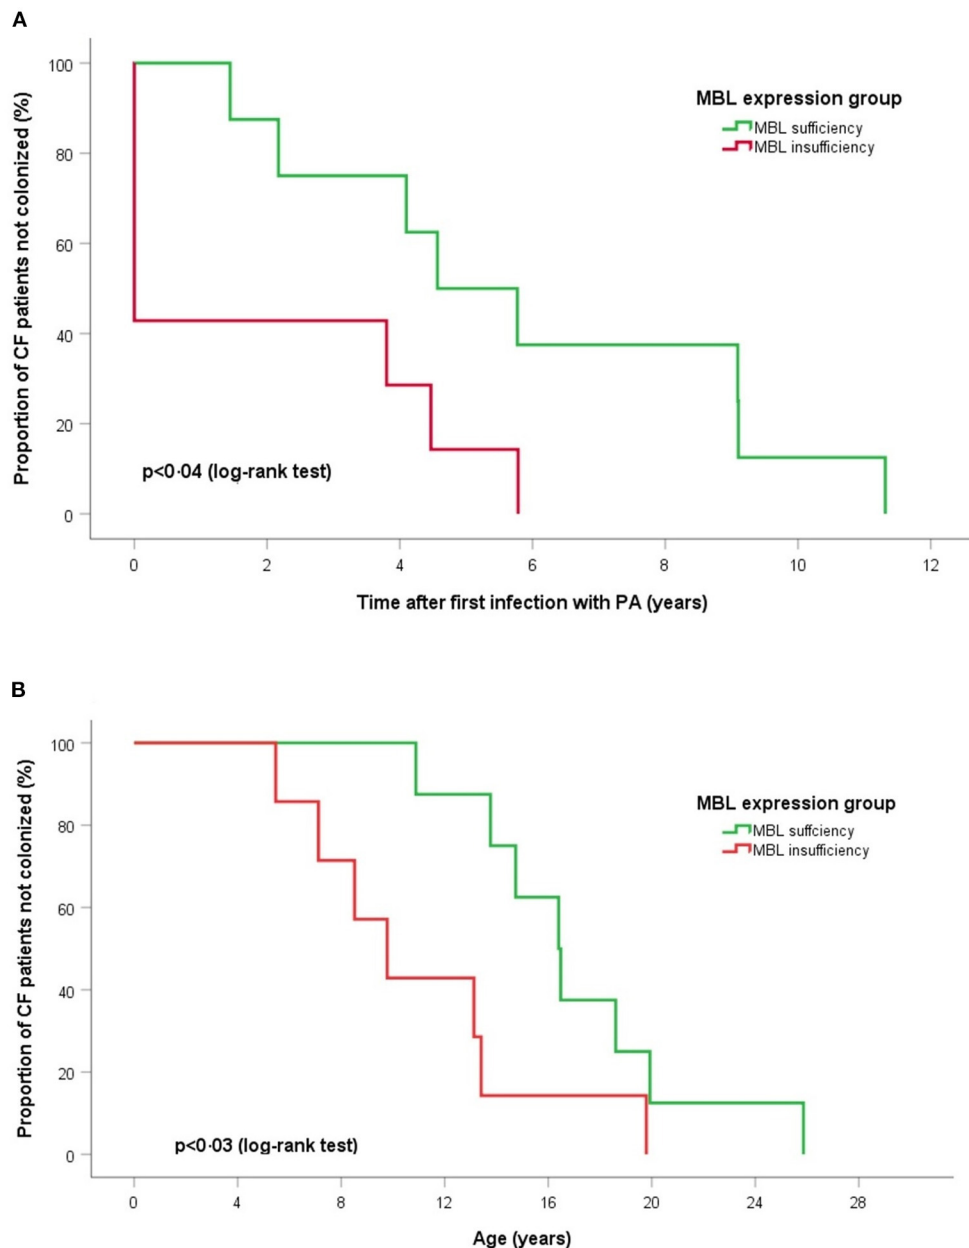 A
Proportion of CF patients not colonized (%)
100
80
60
40
20
0
MBL expression group
MBL sufficiency
MBL insufficiency
p<0·04 (log-rank test)
0 2 4 6 8 10 12
Time after first infection with PA (years)
B
Proportion of CF patients not colonized (%)
100
80
60
40
20
0
MBL expression group
MBL suffciency
MBL insufficiency
p<0·03 (log-rank test)
0 4 8 12 16 20 24 28
Age (years)